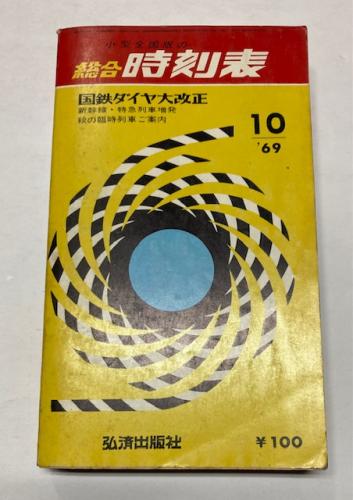 小型全国版の
総合 時刻表
国鉄ダイヤ大改正
新幹線・特急列車増発
秋の臨時列車ご案内
10
'69
弘済出版社
¥100